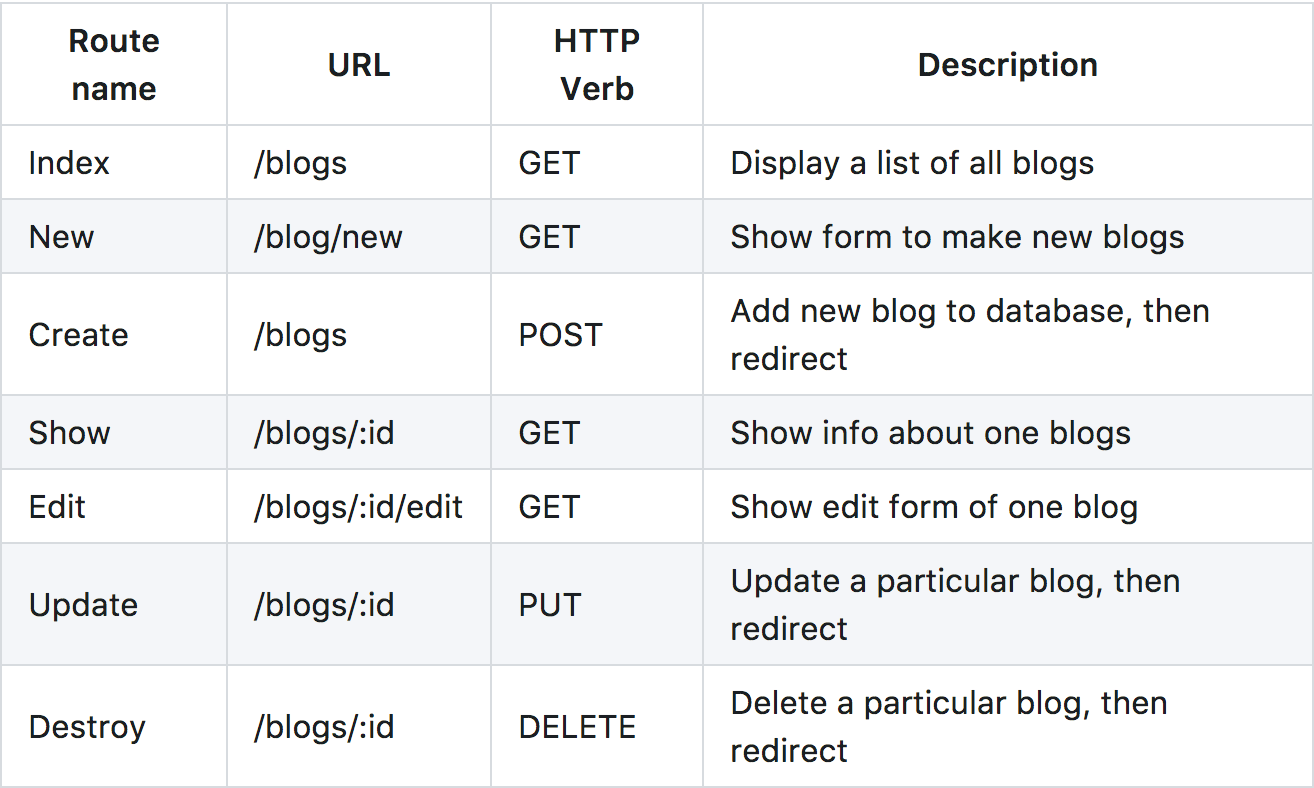 Route name URL HTTP Verb Description
Index /blogs GET Display a list of all blogs
New /blog/new GET Show form to make new blogs
Create /blogs POST Add new blog to database, then redirect
Show /blogs/:id GET Show info about one blogs
Edit /blogs/:id/edit GET Show edit form of one blog
Update /blogs/:id PUT Update a particular blog, then redirect
Destroy /blogs/:id DELETE Delete a particular blog, then redirect